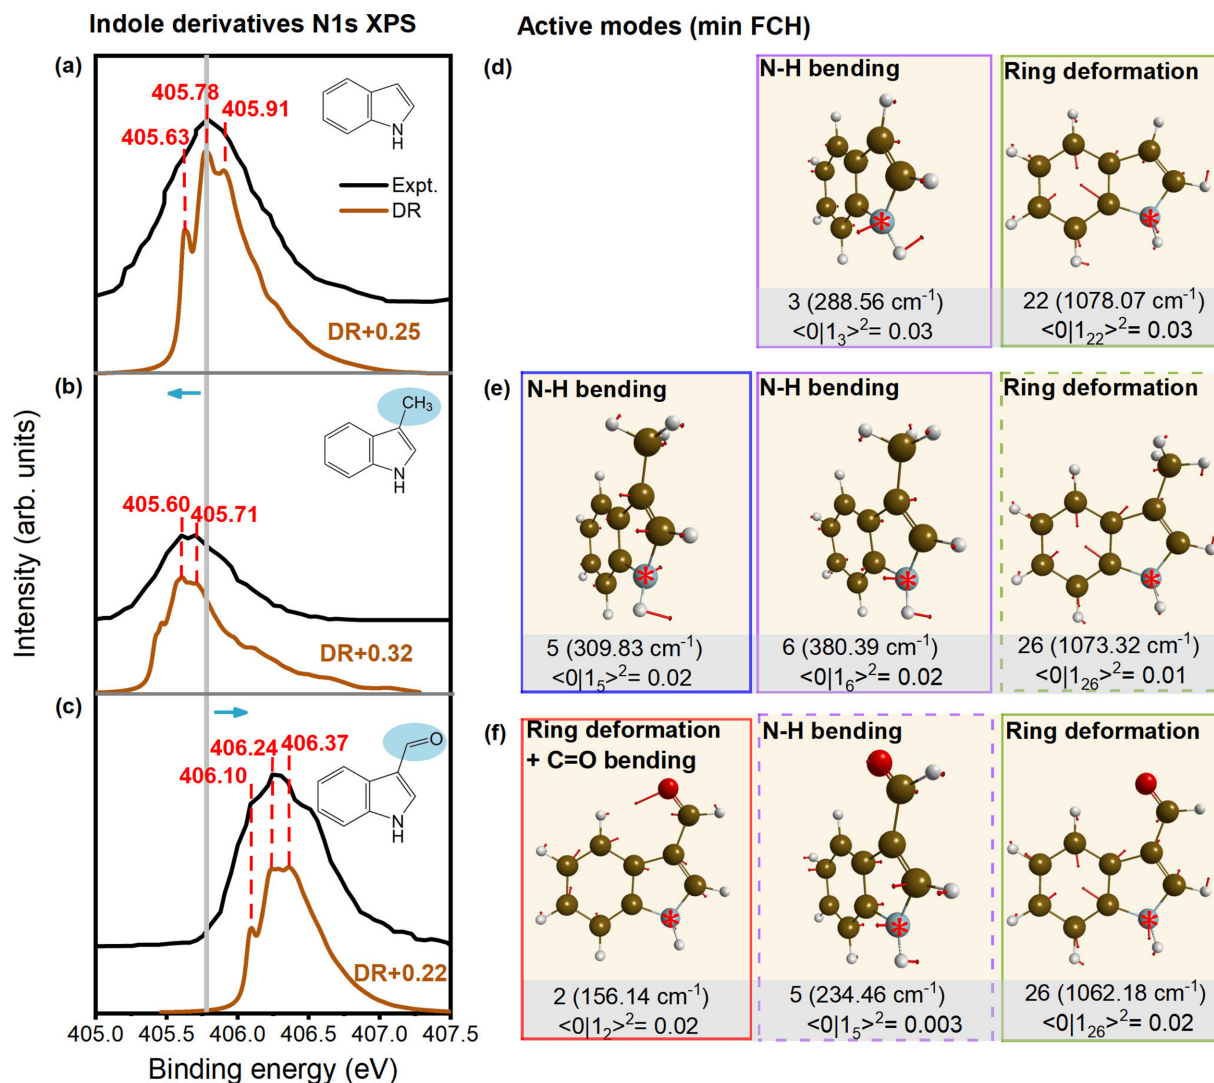 Indole derivatives N1s XPS
Active modes (min FCH)
(a)
405.78
405.91
405.63
N
H
Expt.
DR
DR+0.25
(b)
CH₃
N
H
405.60
405.71
DR+0.32
(c)
O
N
H
406.24
406.37
406.10
DR+0.22
405.0
405.5
406.0
406.5
407.0
407.5
Binding energy (eV)
Intensity (arb. units)
(d)
N-H bending
*
3 (288.56 cm⁻¹)
<0|1₃>²= 0.03
Ring deformation
*
22 (1078.07 cm⁻¹)
<0|1₂₂>²= 0.03
(e)
N-H bending
*
5 (309.83 cm⁻¹)
<0|1₅>²= 0.02
N-H bending
*
6 (380.39 cm⁻¹)
<0|1₆>²= 0.02
Ring deformation
*
26 (1073.32 cm⁻¹)
<0|1₂₆>²= 0.01
(f)
Ring deformation
+ C=O bending
*
2 (156.14 cm⁻¹)
<0|1₂>²= 0.02
N-H bending
*
5 (234.46 cm⁻¹)
<0|1₅>²= 0.003
Ring deformation
*
26 (1062.18 cm⁻¹)
<0|1₂₆>²= 0.02